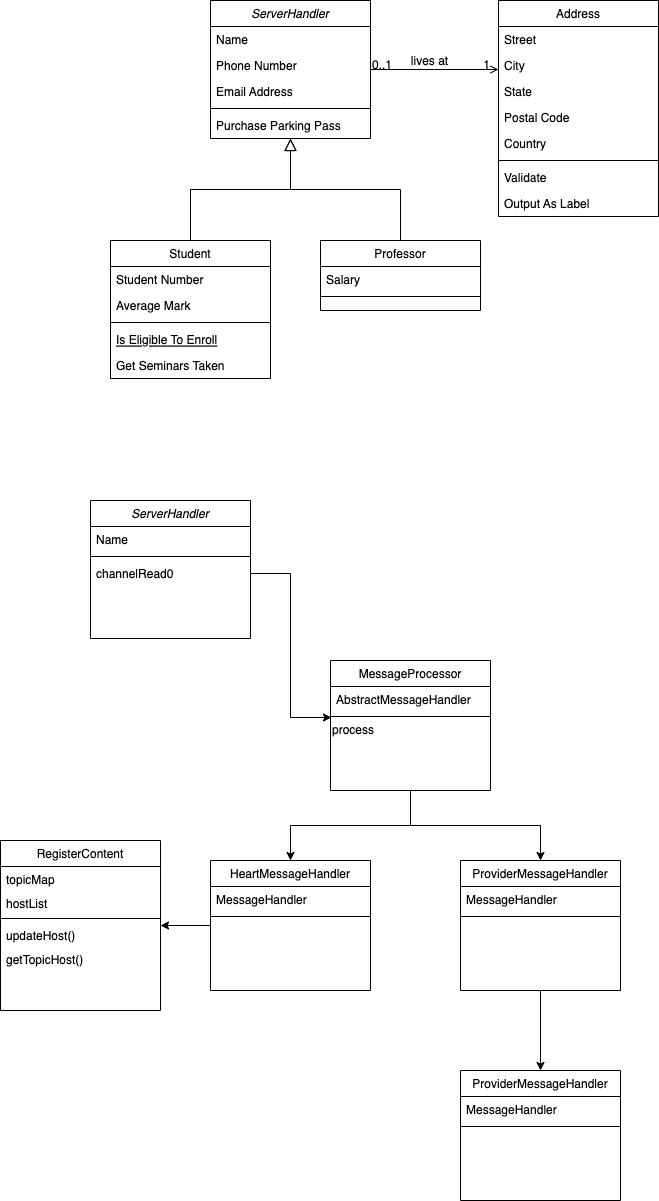 ServerHandler
Name
Phone Number
Email Address
Purchase Parking Pass
0..1
lives at
1
Address
Street
City
State
Postal Code
Country
Validate
Output As Label
Student
Student Number
Average Mark
Is Eligible To Enroll
Get Seminars Taken
Professor
Salary
ServerHandler
Name
channelRead0
MessageProcessor
AbstractMessageHandler
process
RegisterContent
topicMap
hostList
updateHost()
getTopicHost()
HeartMessageHandler
MessageHandler
ProviderMessageHandler
MessageHandler
ProviderMessageHandler
MessageHandler